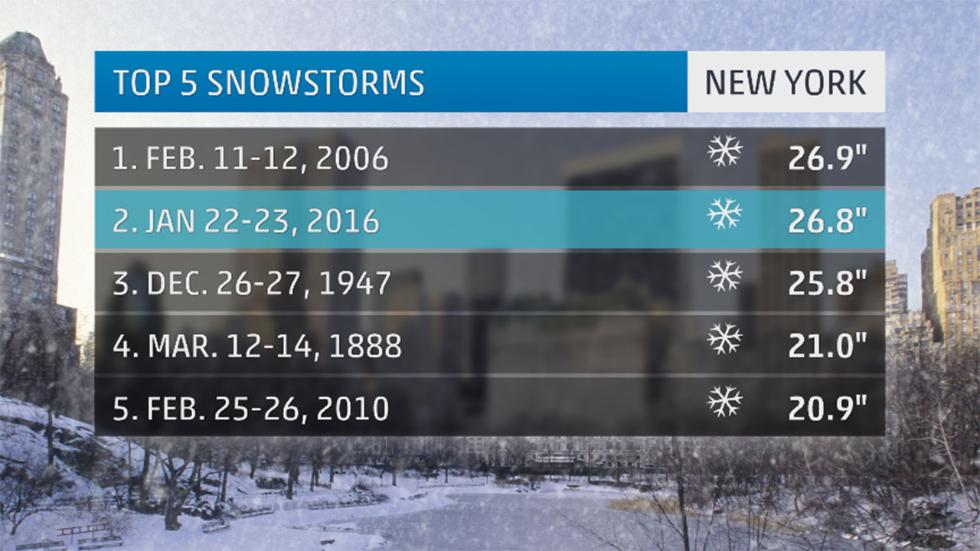 TOP 5 SNOWSTORMS NEW YORK
1. FEB. 11-12, 2006 26.9"
2. JAN 22-23, 2016 26.8"
3. DEC. 26-27, 1947 25.8"
4. MAR. 12-14, 1888 21.0"
5. FEB. 25-26, 2010 20.9"